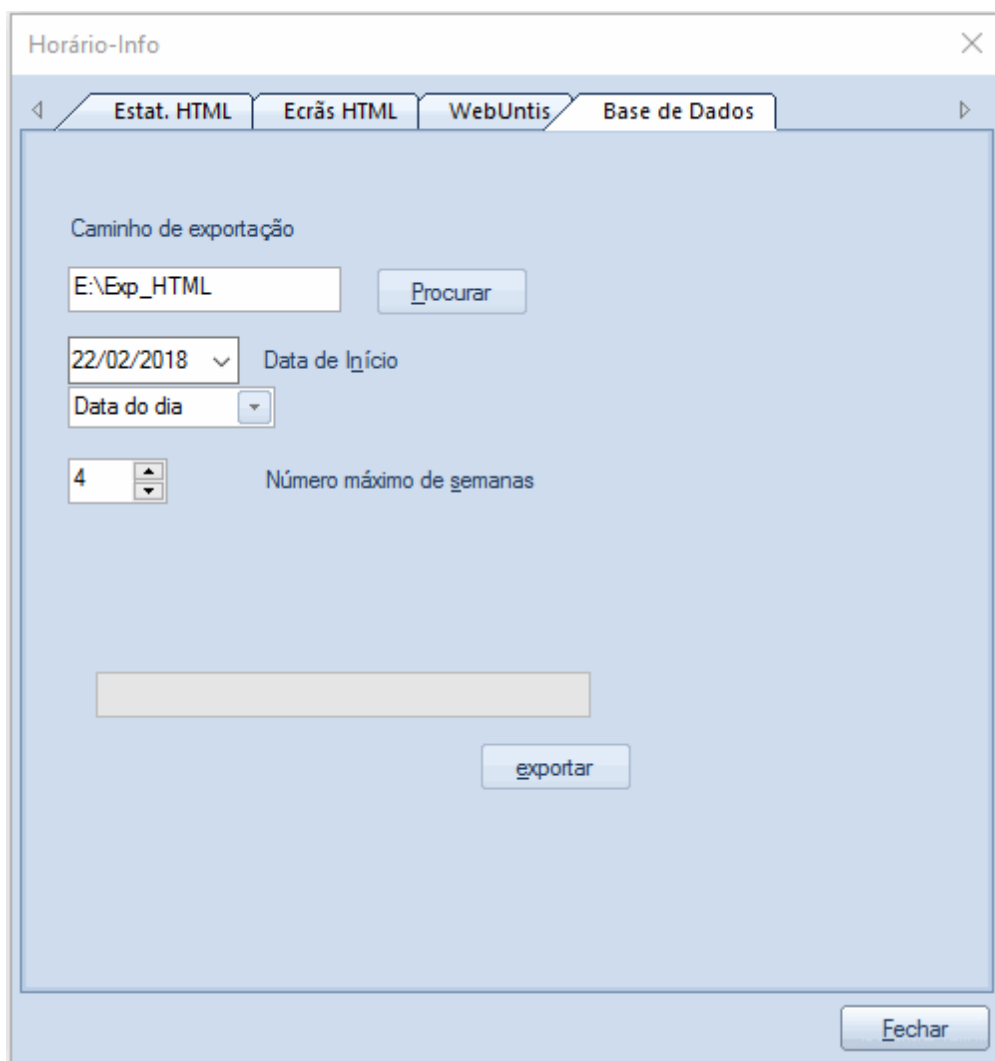 Horário-Info
Estat. HTML Ecrãs HTML WebUntis Base de Dados
Caminho de exportação
E:\Exp_HTML Procurar
22/02/2018 Data de Início
Data do dia
4 Número máximo de semanas
exportar
Fechar